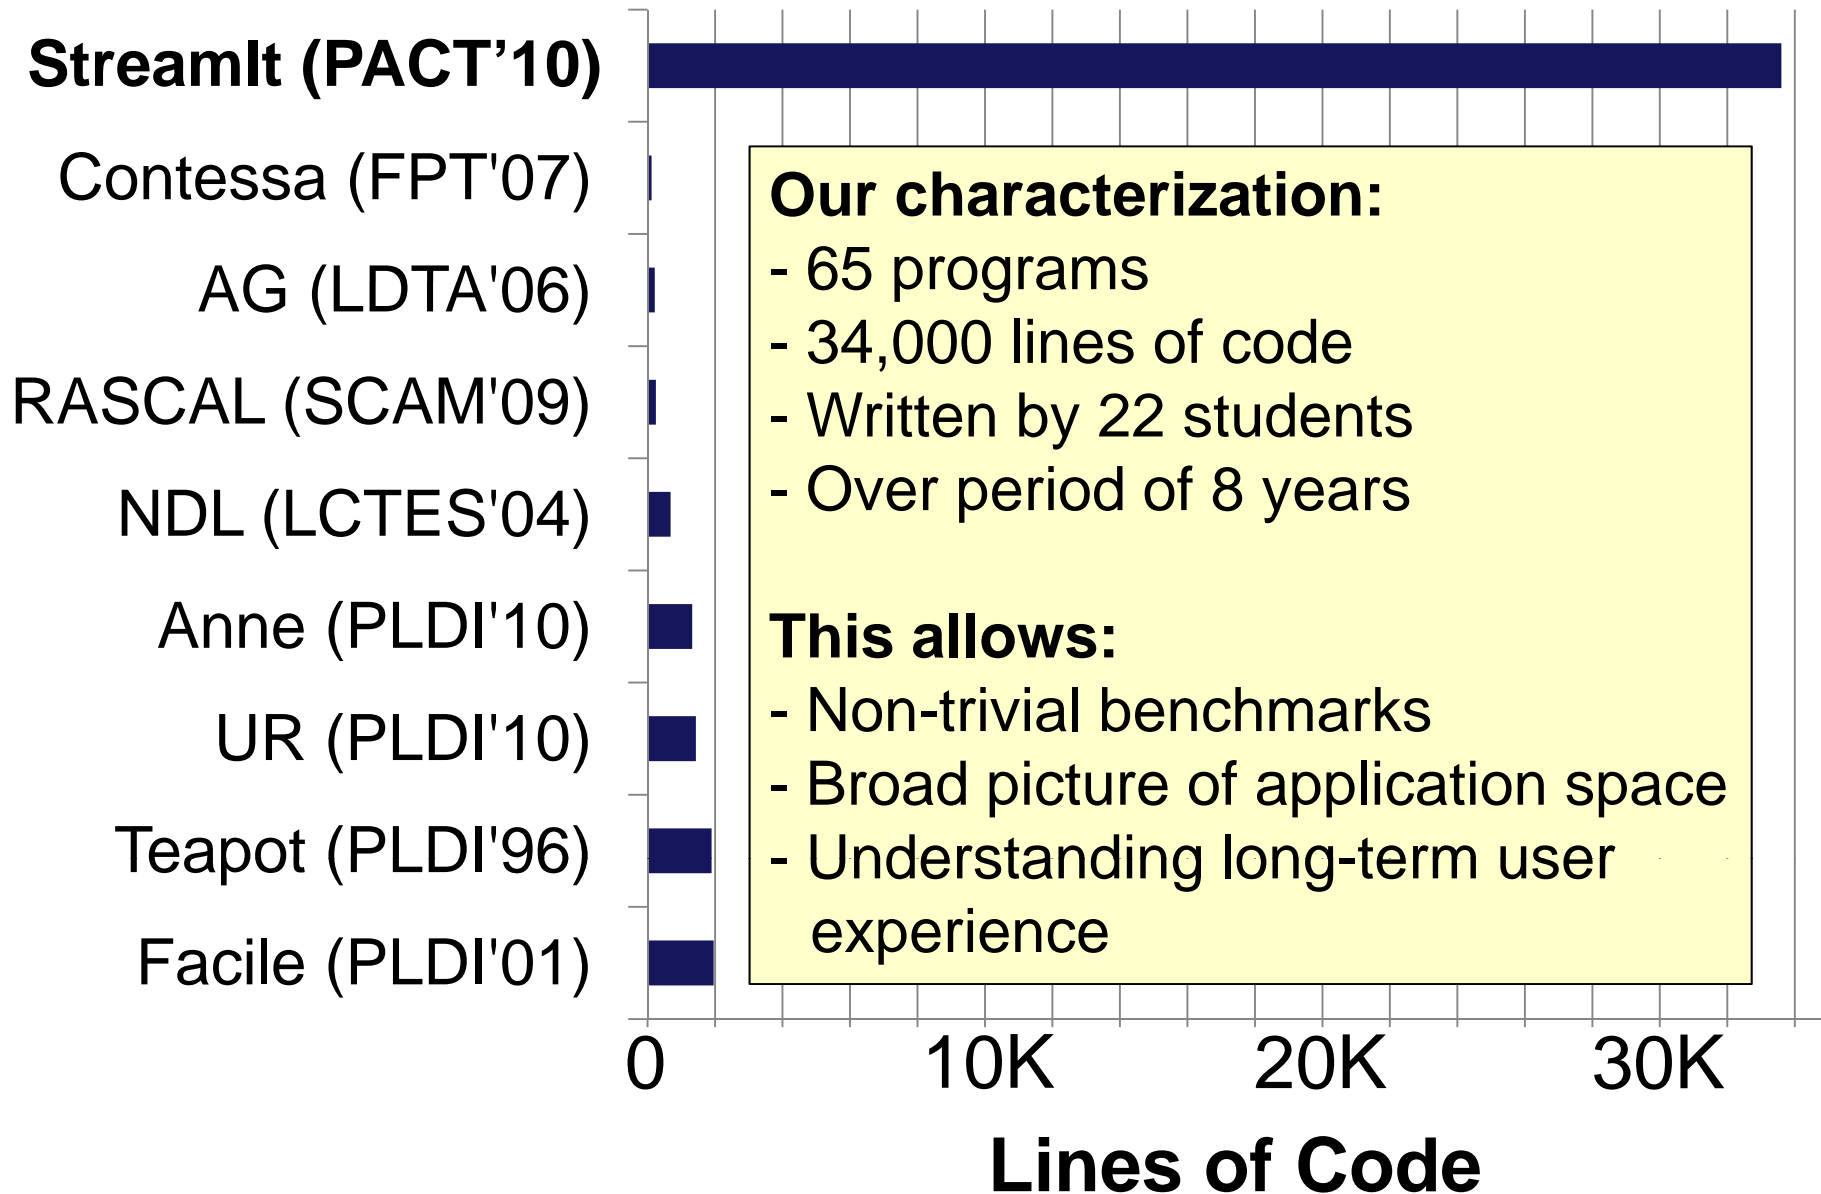 StreamIt (PACT’10)
Contessa (FPT'07)
AG (LDTA'06)
RASCAL (SCAM'09)
NDL (LCTES'04)
Anne (PLDI'10)
UR (PLDI'10)
Teapot (PLDI'96)
Facile (PLDI'01)
Our characterization:
- 65 programs
- 34,000 lines of code
- Written by 22 students
- Over period of 8 years
This allows:
- Non-trivial benchmarks
- Broad picture of application space
- Understanding long-term user
experience
0
10K
20K
30K
Lines of Code